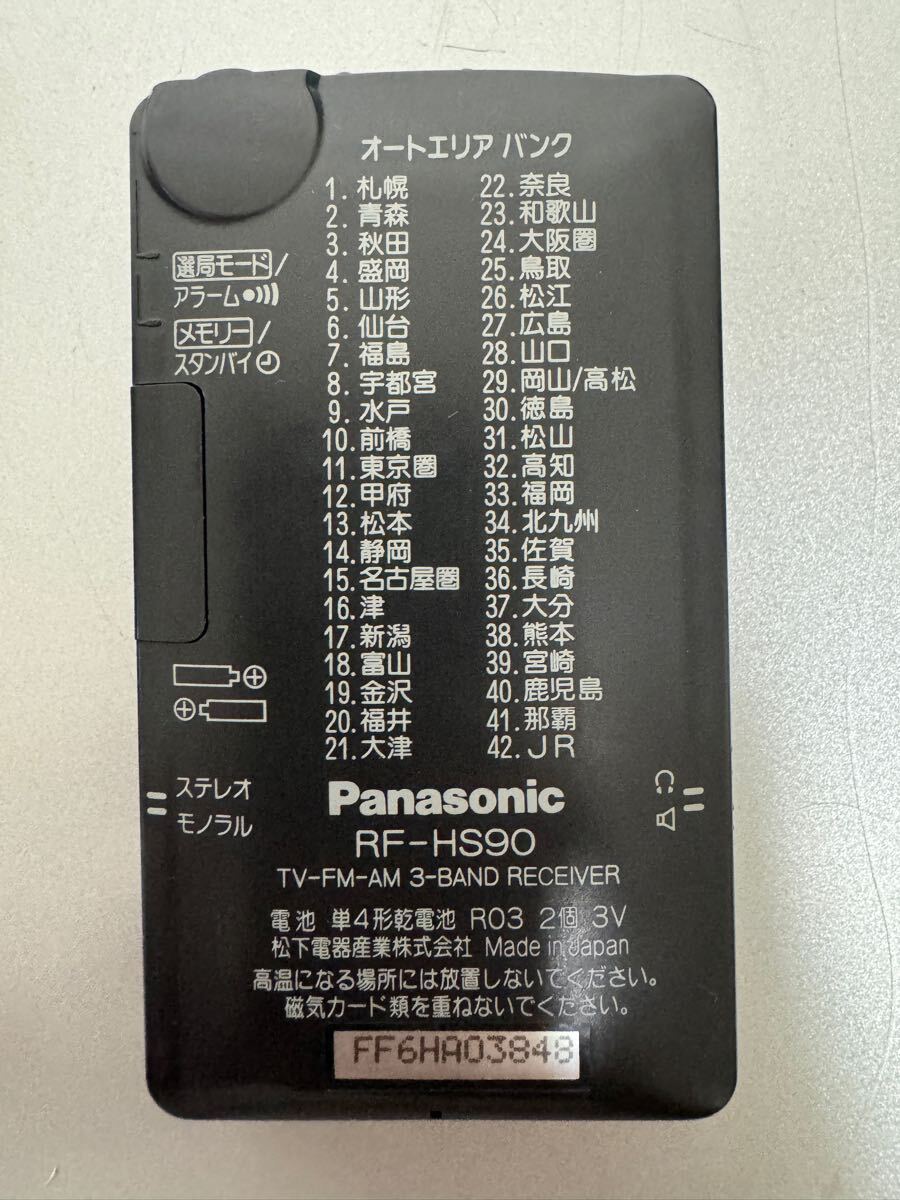 オートエリア バンク
1. 札幌
2. 青森
3. 秋田
4. 盛岡
5. 山形
6. 仙台
7. 福島
8. 宇都宮
9. 水戸
10. 前橋
11. 東京圏
12. 甲府
13. 松本
14. 静岡
15. 名古屋圏
16. 津
17. 新潟
18. 富山
19. 金沢
20. 福井
21. 大津
22. 奈良
23. 和歌山
24. 大阪圏
25. 鳥取
26. 松江
27. 広島
28. 山口
29. 岡山/高松
30. 徳島
31. 松山
32. 高知
33. 福岡
34. 北九州
35. 佐賀
36. 長崎
37. 大分
38. 熊本
39. 宮崎
40. 鹿児島
41. 那覇
42. JR
選局モード/
アラーム
メモリー/
スタンバイ
ステレオ
モノラル
Panasonic
RF-HS90
TV-FM-AM 3-BAND RECEIVER
電池 単4形乾電池 R03 2個 3V
松下電器産業株式会社 Made in Japan
高温になる場所には放置しないでください。
磁気カード類を重ねないでください。
FF6HA03848